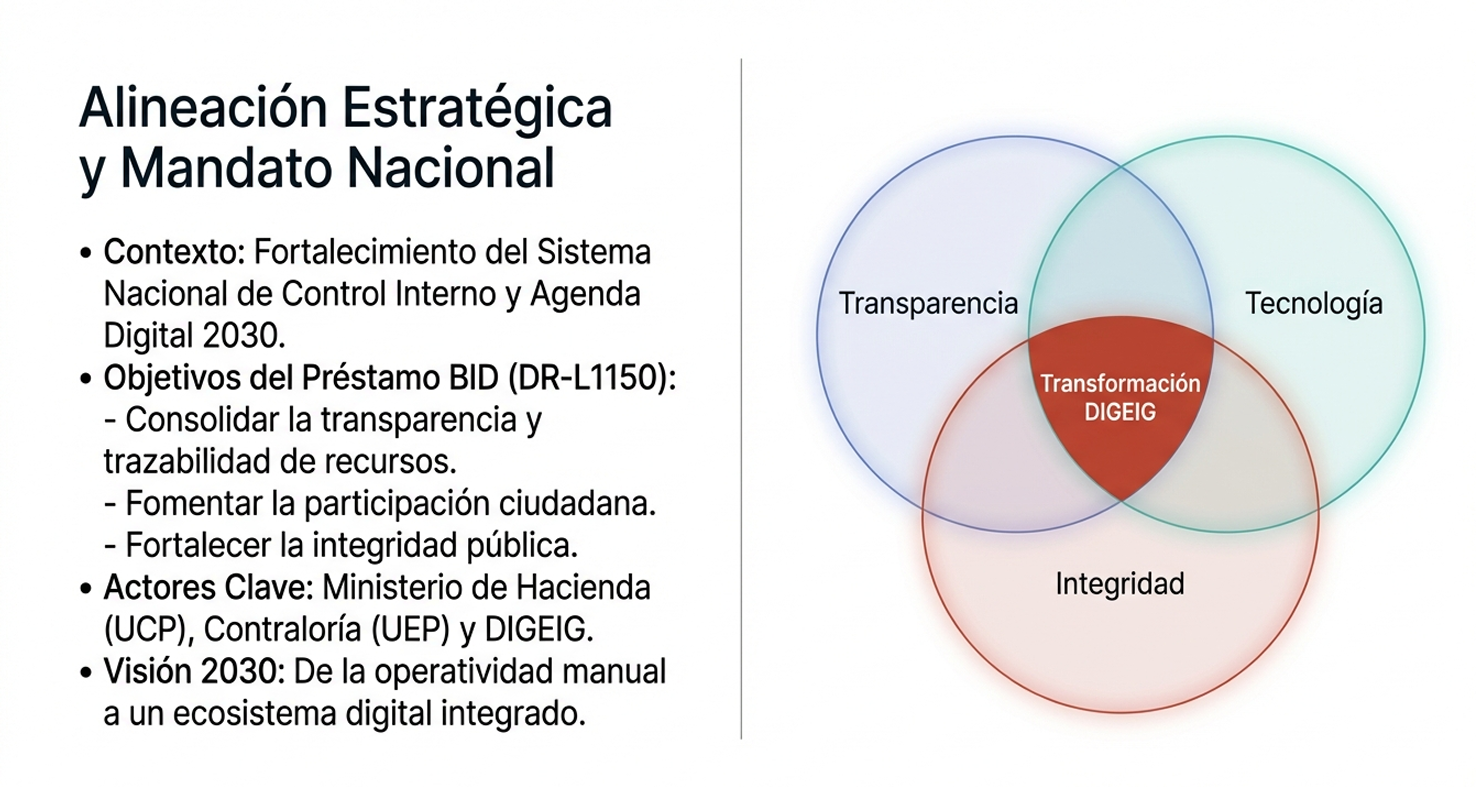 Alineación Estratégica
y Mandato Nacional
• Contexto: Fortalecimiento del Sistema
Nacional de Control Interno y Agenda
Digital 2030.
• Objetivos del Préstamo BID (DR-L1150):
- Consolidar la transparencia y
trazabilidad de recursos.
- Fomentar la participación ciudadana.
- Fortalecer la integridad pública.
• Actores Clave: Ministerio de Hacienda
(UCP), Contraloría (UEP) y DIGEIG.
• Visión 2030: De la operatividad manual
a un ecosistema digital integrado.
Transparencia
Tecnología
Transformación
DIGEIG
Integridad